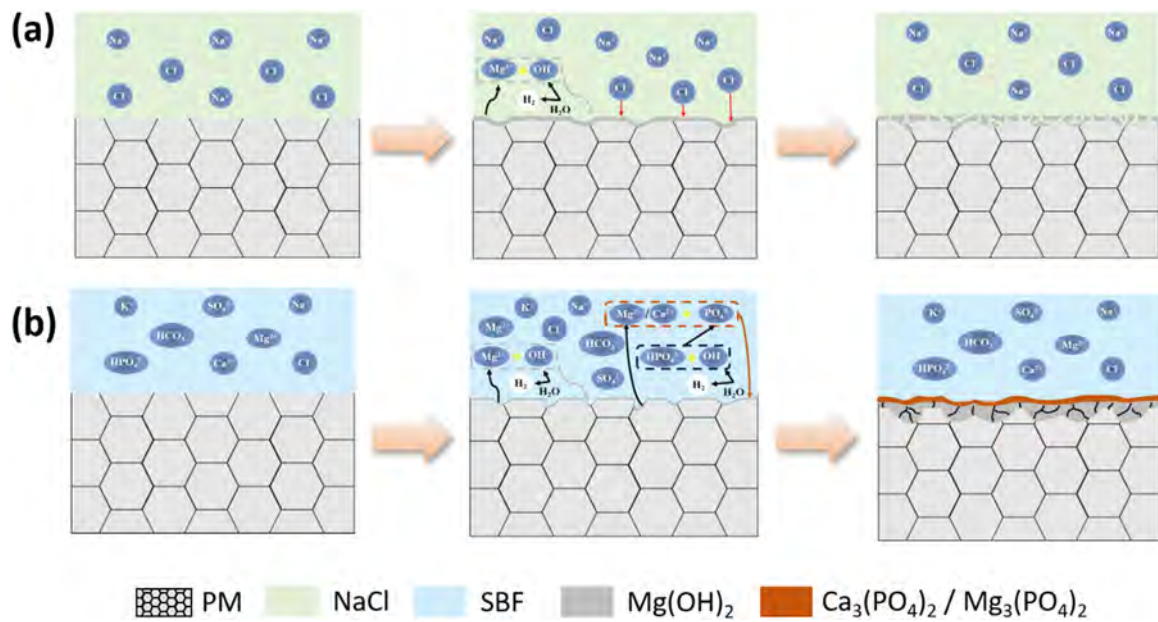 (a)
Na⁺ Na⁺ Na⁺
Cl⁻ Cl⁻
Cl⁻ Na⁺ Cl⁻
Na⁺ Na⁺ Na⁺
Cl⁻
Mg²⁺ OH⁻ Cl⁻ Cl⁻ Cl⁻
H₂ H₂O
Na⁺ Na⁺ Na⁺
Cl⁻ Cl⁻
Cl⁻ Na⁺ Cl⁻
(b)
K⁺ SO₄²⁻ Na⁺
HCO₃⁻ Mg²⁺
HPO₄²⁻ Ca²⁺ Cl⁻
K⁺ Na⁺ Mg²⁺ / Ca²⁺ PO₄³⁻
Mg²⁺ Cl⁻ HCO₃⁻
Mg²⁺ OH⁻ HPO₄²⁻ OH⁻
H₂ H₂O SO₄²⁻ H₂ H₂O
K⁺ SO₄²⁻ Na⁺
HCO₃⁻ Mg²⁺
HPO₄²⁻ Ca²⁺ Cl⁻
PM NaCl SBF Mg(OH)₂ Ca₃(PO₄)₂ / Mg₃(PO₄)₂